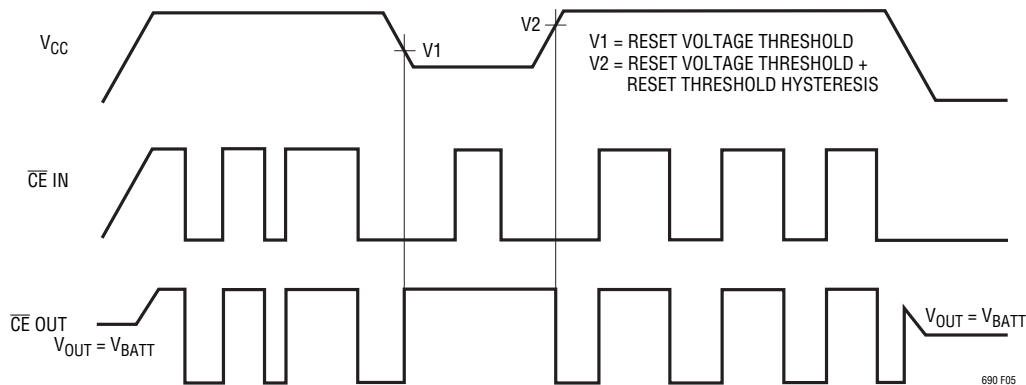 V2
V1 = RESET VOLTAGE THRESHOLD
VCC
V1
V2 = RESET VOLTAGE THRESHOLD +
RESET THRESHOLD HYSTERESIS
CE IN
CE OUT
VOUT = VBATT
VOUT = VBATT
690 F05